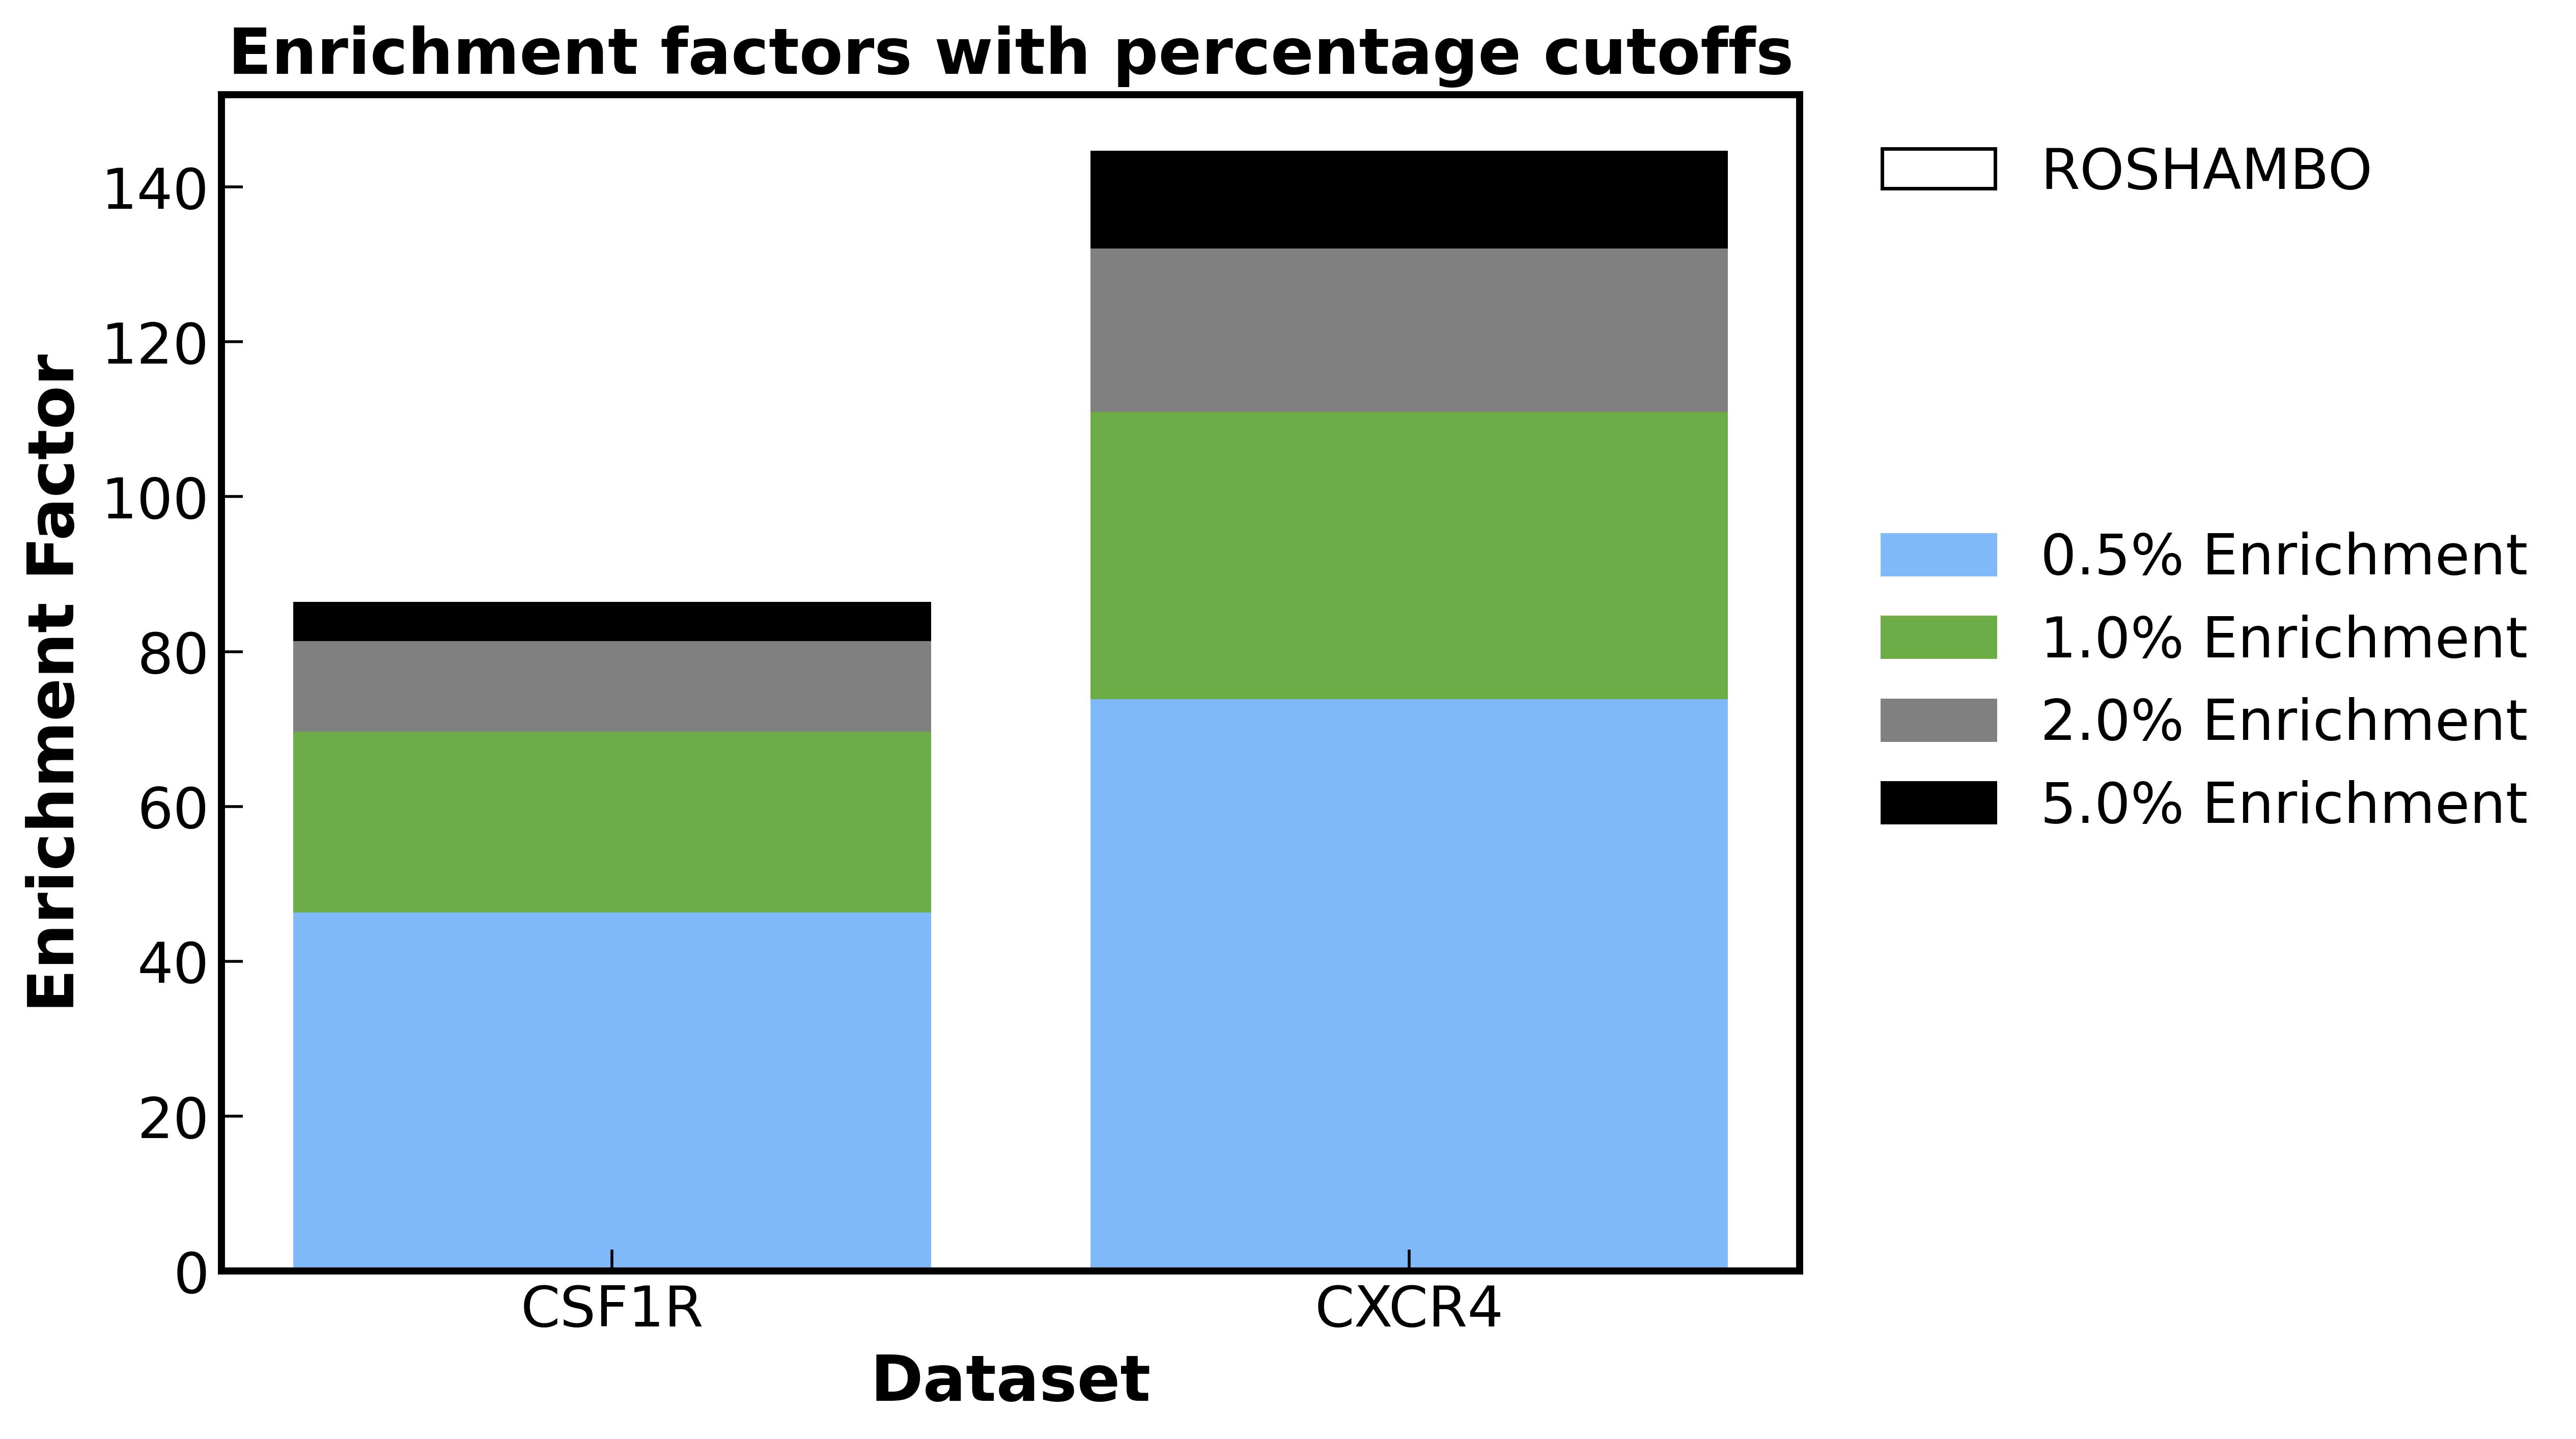 Enrichment factors with percentage cutoffs
Enrichment Factor
140
120
100
80
60
40
20
0
CSF1R
CXCR4
Dataset
ROSHAMBO
0.5% Enrichment
1.0% Enrichment
2.0% Enrichment
5.0% Enrichment